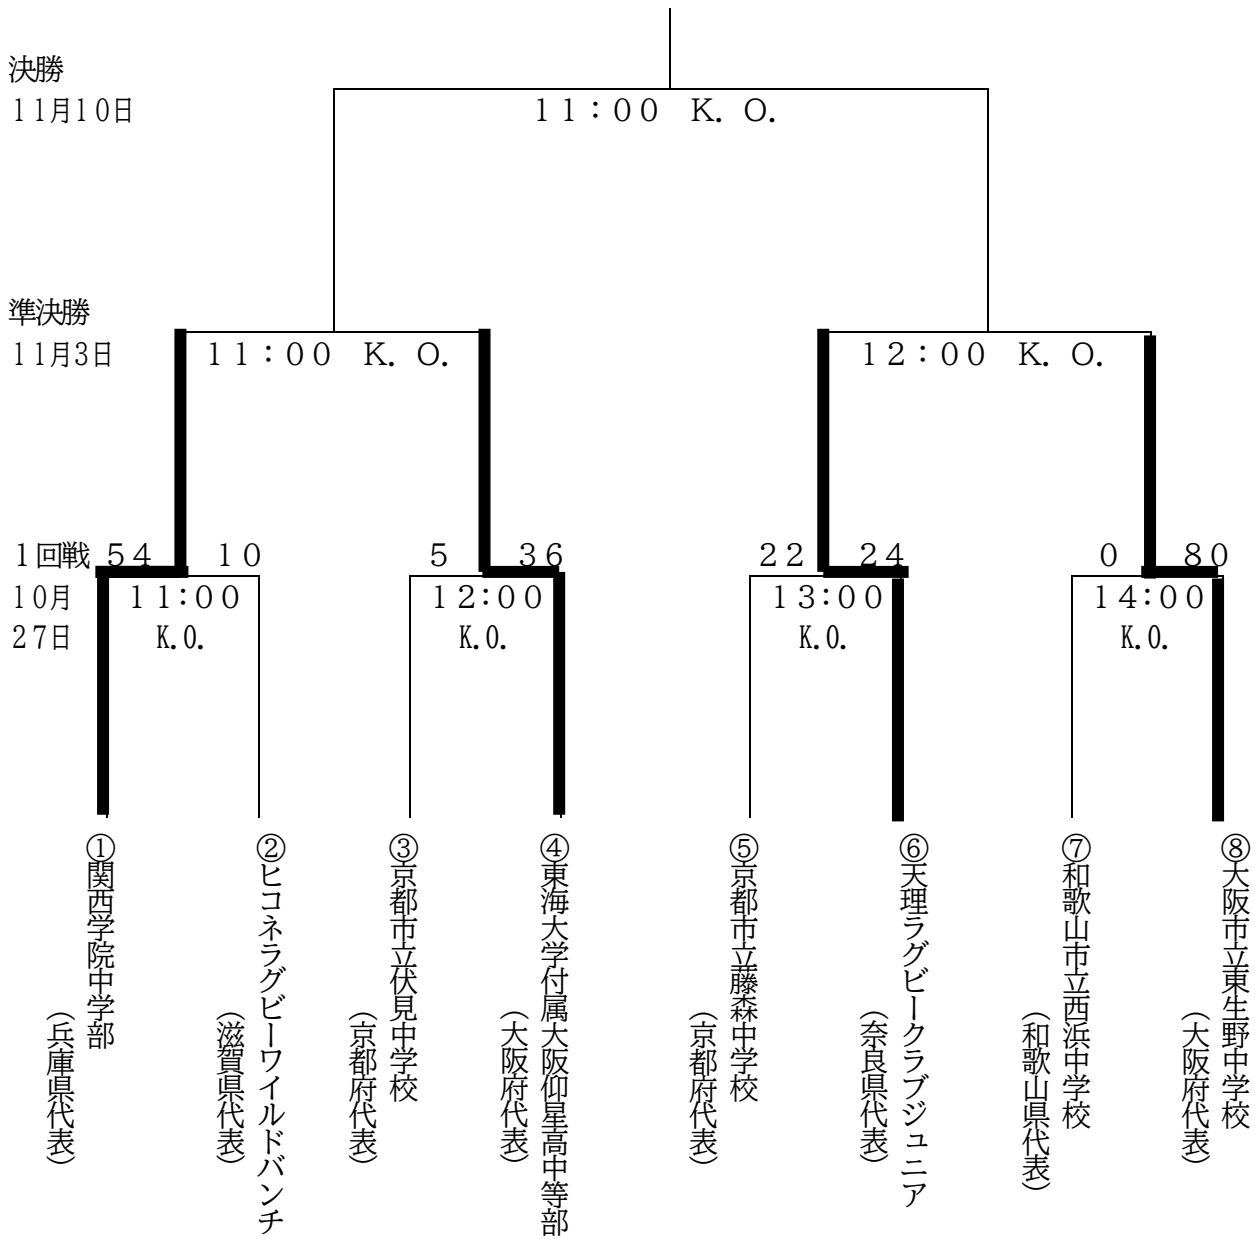 決勝
11月10日
11:00 K.O.
準決勝
11月3日
11:00 K.O.
12:00 K.O.
1回戦
54
10
5
36
22
24
0
80
10月
27日
11:00
K.O.
12:00
K.O.
13:00
K.O.
14:00
K.O.
①関西学院中学部
(兵庫県代表)
②ヒコネラグビーワイルドバンチ
(滋賀県代表)
③京都市立伏見中学校
(京都府代表)
④東海大学付属大阪仰星高中等部
(大阪府代表)
⑤京都市立藤森中学校
(京都府代表)
⑥天理ラグビークラブジュニア
(奈良県代表)
⑦和歌山市立西浜中学校
(和歌山県代表)
⑧大阪市立東生野中学校
(大阪府代表)